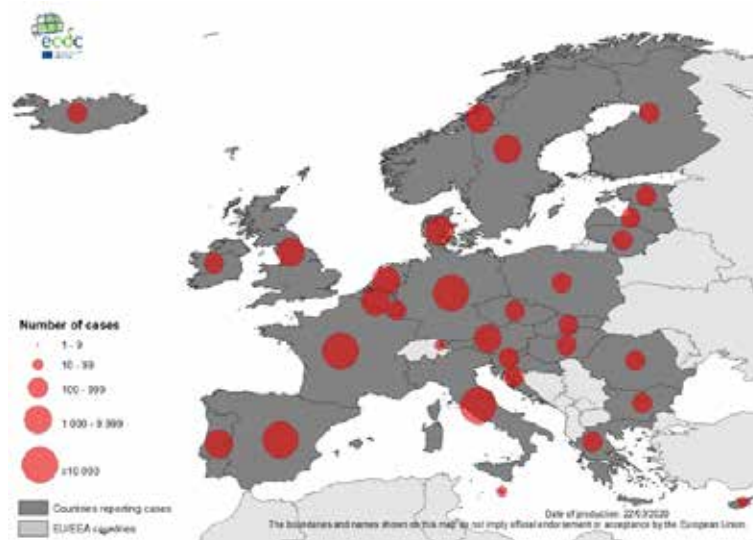 ecdc
Number of cases
1 - 9
10 - 99
100 - 999
1 000 - 9 999
≥10 000
Countries reporting cases
EU/EEA countries
Date of production: 22/03/2020
The boundaries and names shown on this map do not imply official endorsement or acceptance by the European Union